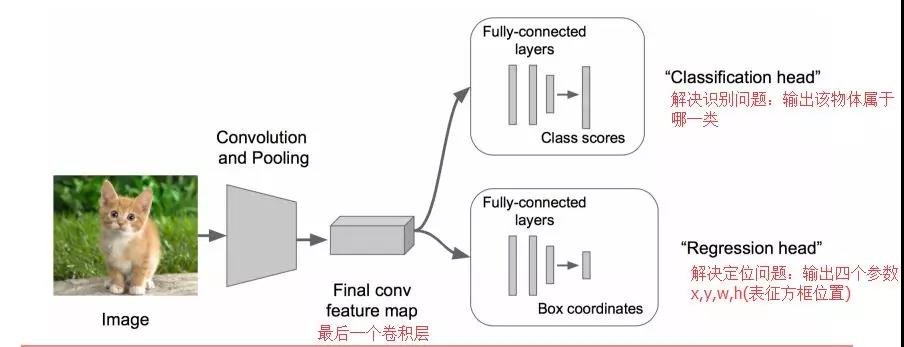 Fully-connected
layers
Class scores
“Classification head”
解决识别问题：输出该物体属于
哪一类
Convolution
and Pooling
Image
Final conv
feature map
最后一个卷积层
Fully-connected
layers
Box coordinates
“Regression head”
解决定位问题：输出四个参数
x,y,w,h(表征方框位置)